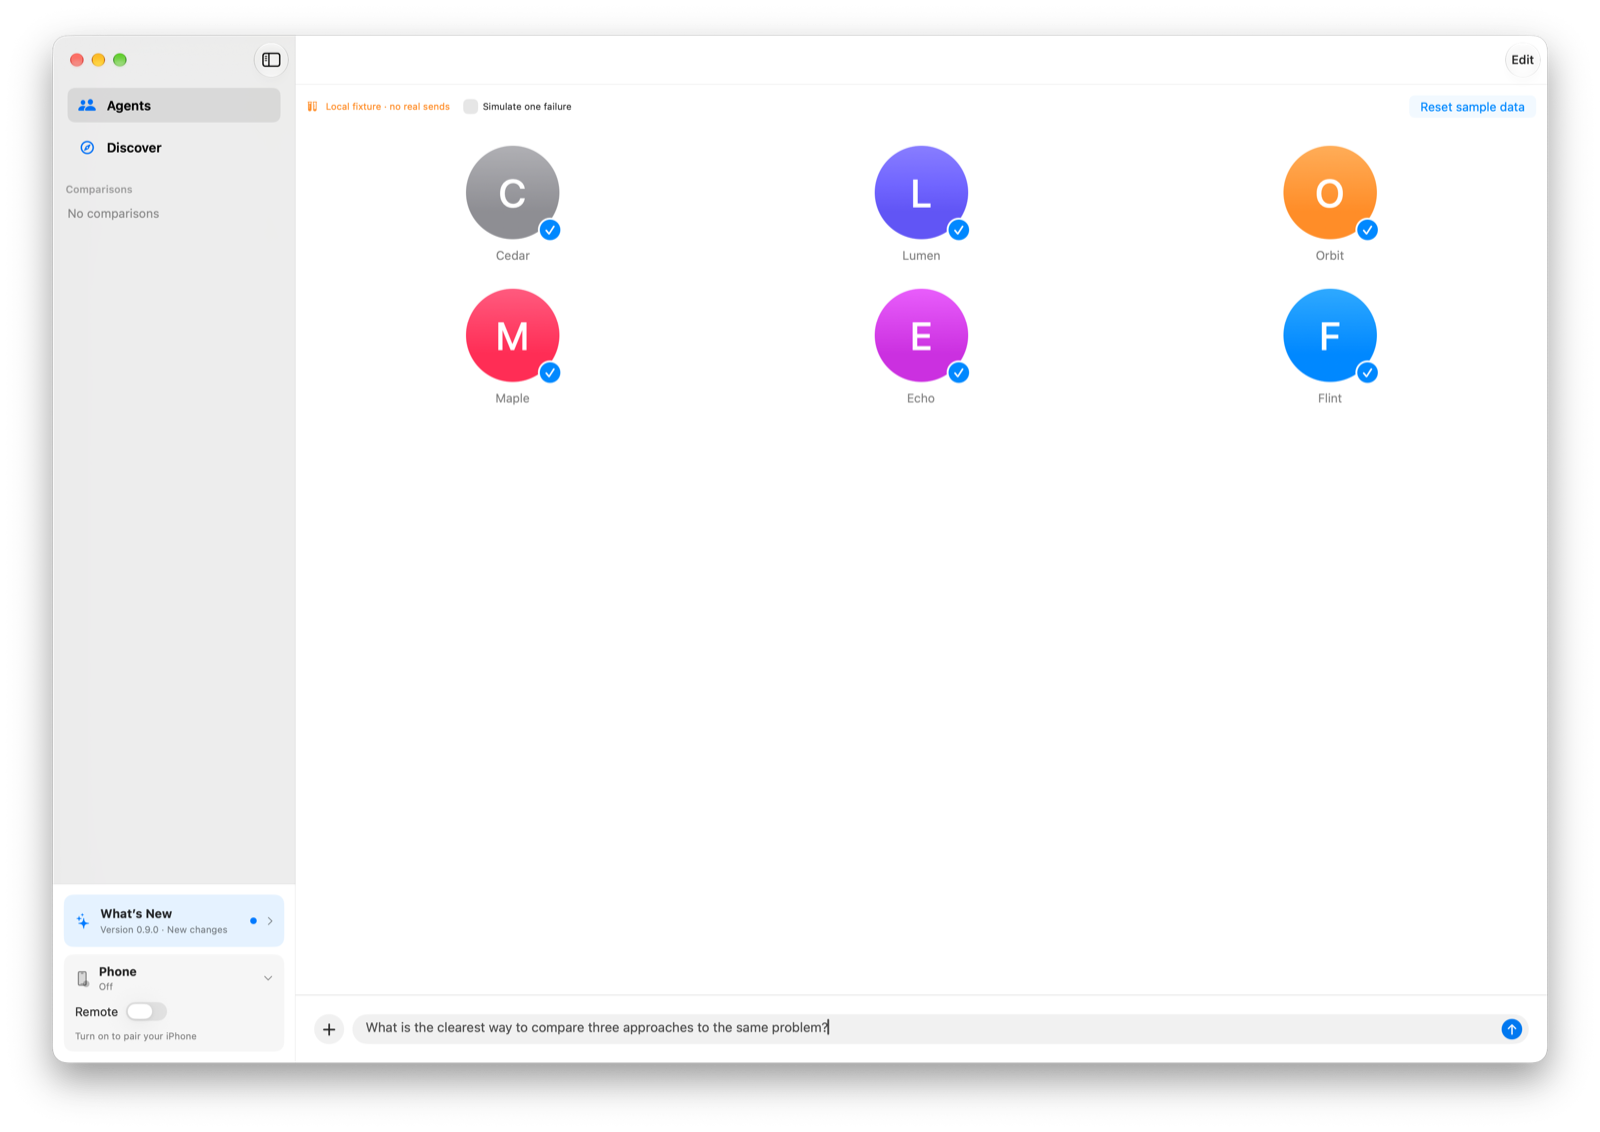 Edit
Agents
Discover
Comparisons
No comparisons
Local fixture · no real sends
Simulate one failure
Reset sample data
C
L
O
Cedar
Lumen
Orbit
M
E
F
Maple
Echo
Flint
What's New
Version 0.9.0 · New changes
Phone
Off
Remote
Turn on to pair your iPhone
What is the clearest way to compare three approaches to the same problem?